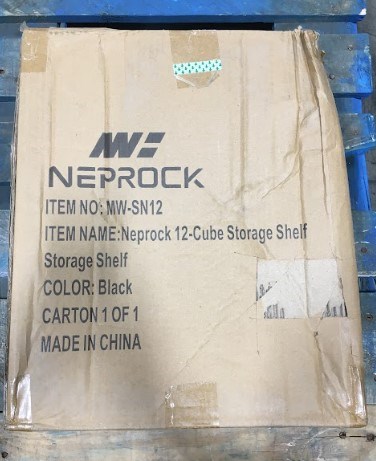 NEPROCK
ITEM NO: MW-SN12
ITEM NAME:Neprock 12-Cube Storage Shelf
Storage Shelf
COLOR: Black
CARTON 1 OF 1
MADE IN CHINA